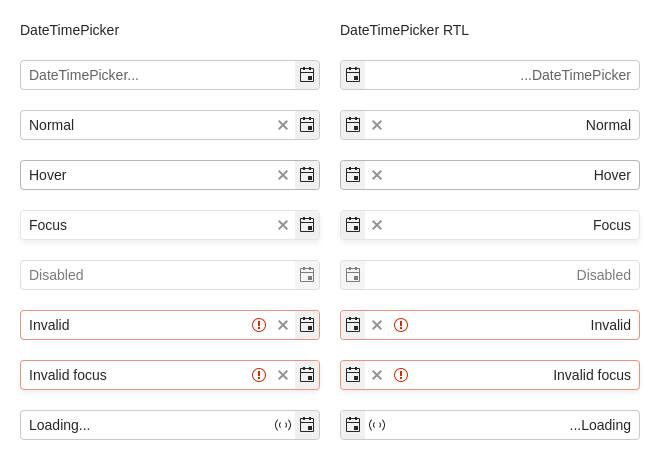 DateTimePicker
DateTimePicker...
Normal
Hover
Focus
Disabled
Invalid
Invalid focus
Loading...
DateTimePicker RTL
...DateTimePicker
Normal
Hover
Focus
Disabled
Invalid
Invalid focus
...Loading